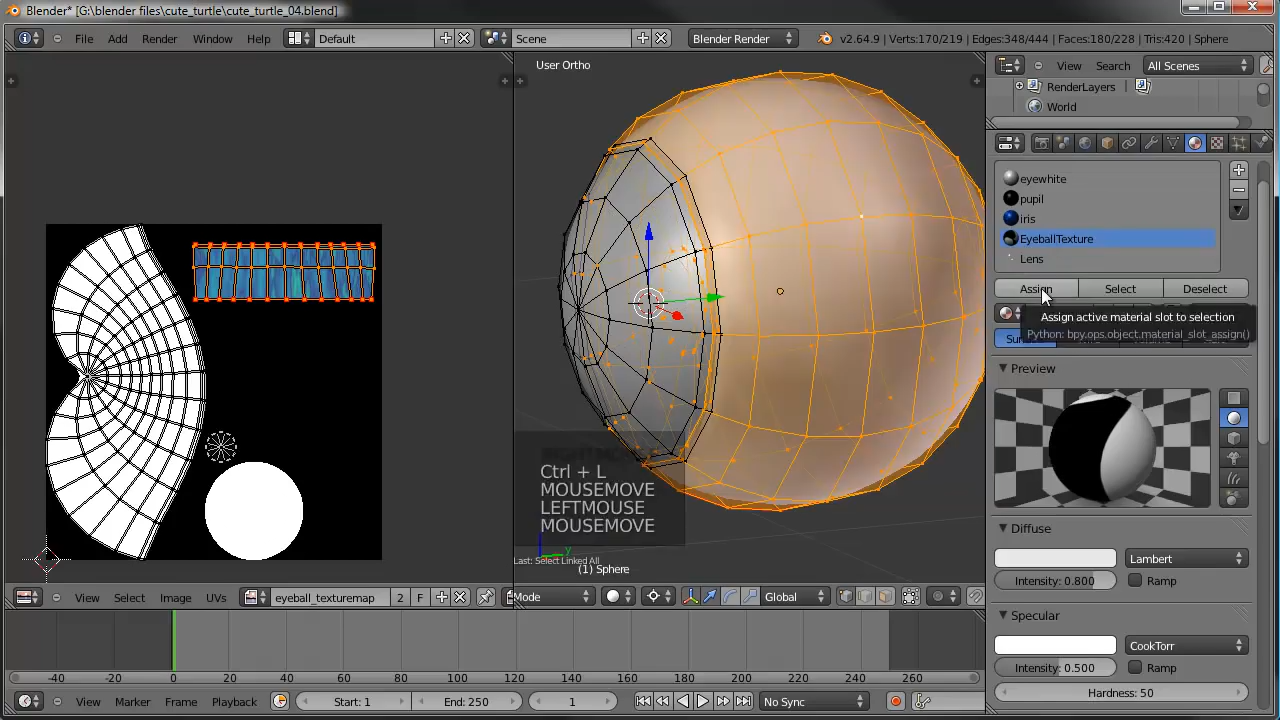 Blender* [G:\blender files\cute_turtle\cute_turtle_04.blend]
File Add Render Window Help Default Scene Blender Render v2.64.9 | Verts:170/219 | Edges:348/444 | Faces:180/228 | Tris:420 | Sphere
User Ortho
View Search All Scenes
RenderLayers
World
eyewhite
pupil
iris
EyeballTexture
Lens
Assign Select Deselect
Assign active material slot to selection
Python: bpy.ops.object.material_slot_assign()
Preview
Ctrl + L
MOUSEMOVE
LEFTMOUSE
MOUSEMOVE
Last: Select Linked All
(1) Sphere
Diffuse
Lambert
Intensity: 0.800 Ramp
Specular
CookTorr
Intensity: 0.500 Ramp
Hardness: 50
View Select Image UVs eyeball_texturemap 2 F Mode Global
-40 -20 0 20 40 60 80 100 120 140 160 180 200 220 240 260
View Marker Frame Playback Start: 1 End: 250 1 No Sync